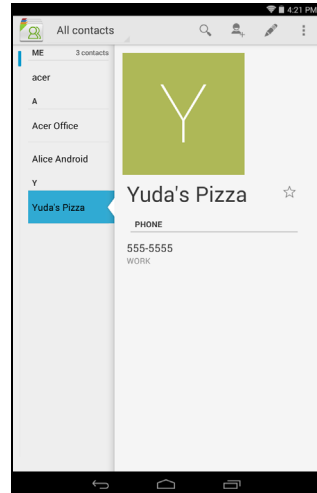 4:21 PM
All contacts
ME 3 contacts
acer
A
Acer Office
Alice Android
Y
Yuda's Pizza
Y
Yuda's Pizza
PHONE
555-5555
WORK